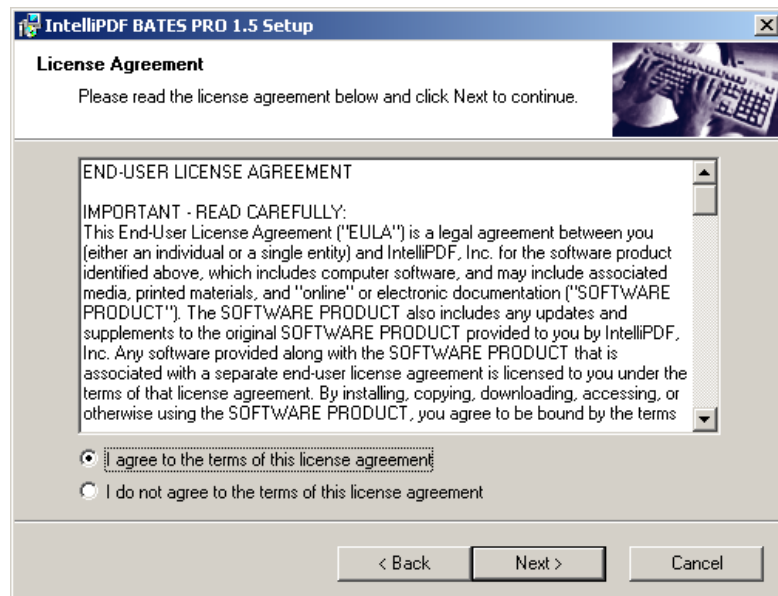 IntelliPDF BATES PRO 1.5 Setup
License Agreement
Please read the license agreement below and click Next to continue.
END-USER LICENSE AGREEMENT
IMPORTANT - READ CAREFULLY:
This End-User License Agreement ("EULA") is a legal agreement between you
(either an individual or a single entity) and IntelliPDF, Inc. for the software product
identified above, which includes computer software, and may include associated
media, printed materials, and "online" or electronic documentation ("SOFTWARE
PRODUCT"). The SOFTWARE PRODUCT also includes any updates and
supplements to the original SOFTWARE PRODUCT provided to you by IntelliPDF,
Inc. Any software provided along with the SOFTWARE PRODUCT that is
associated with a separate end-user license agreement is licensed to you under the
terms of that license agreement. By installing, copying, downloading, accessing, or
otherwise using the SOFTWARE PRODUCT, you agree to be bound by the terms
I agree to the terms of this license agreement
I do not agree to the terms of this license agreement
< Back Next > Cancel